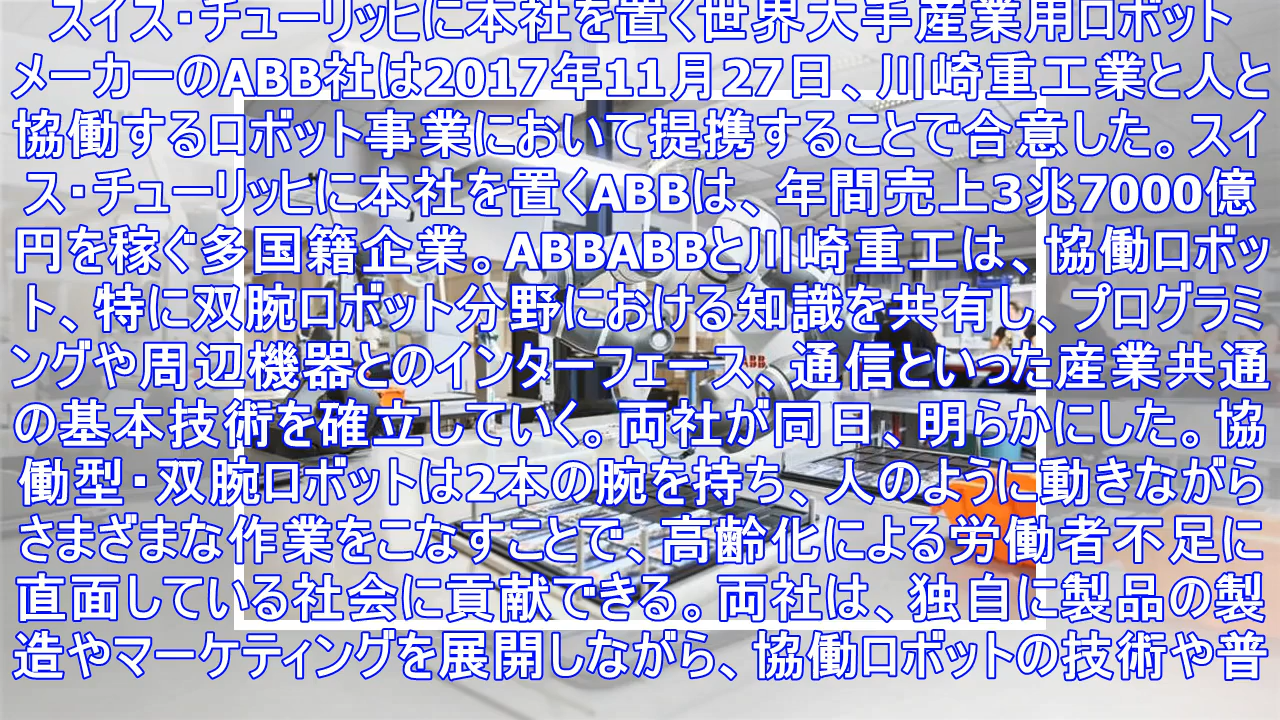 スイス・チューリッヒに本社を置く世界大手産業用ロボット
メーカーのABB社は2017年11月27日、川崎重工業と人と
協働するロボット事業において提携することで合意した。スイ
ス・チューリッヒに本社を置くABBは、年間売上3兆7000億
円を稼ぐ多国籍企業。ABBABBと川崎重工は、協働ロボッ
ト、特に双腕ロボット分野における知識を共有し、プログラミ
ングや周辺機器とのインターフェース、通信といった産業共通
の基本技術を確立していく。両社が同日、明らかにした。協
働型・双腕ロボットは2本の腕を持ち、人のように動きながら
さまざまな作業をこなすことで、高齢化による労働者不足に
直面している社会に貢献できる。両社は、独自に製品の製
造やマーケティングを展開しながら、協働ロボットの技術や普
ABB